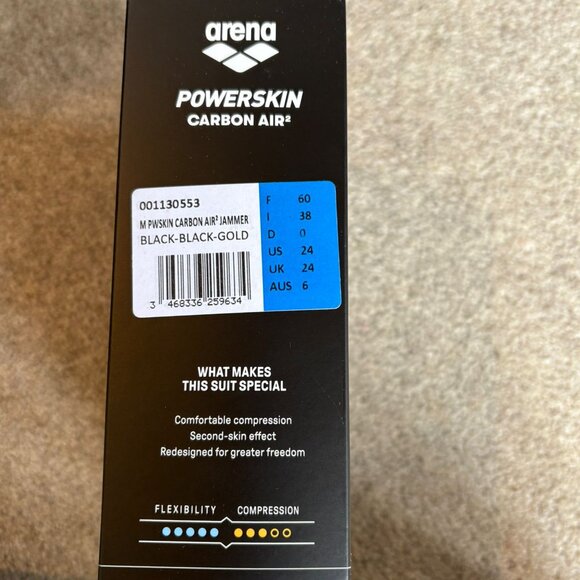 arena
POWERSKIN
CARBON AIR²
001130553
M PWSKIN CARBON AIR² JAMMER
BLACK-BLACK-GOLD
3 468336 259634
F 60
I 38
D 0
US 24
UK 24
AUS 6
WHAT MAKES
THIS SUIT SPECIAL
Comfortable compression
Second-skin effect
Redesigned for greater freedom
FLEXIBILITY COMPRESSION